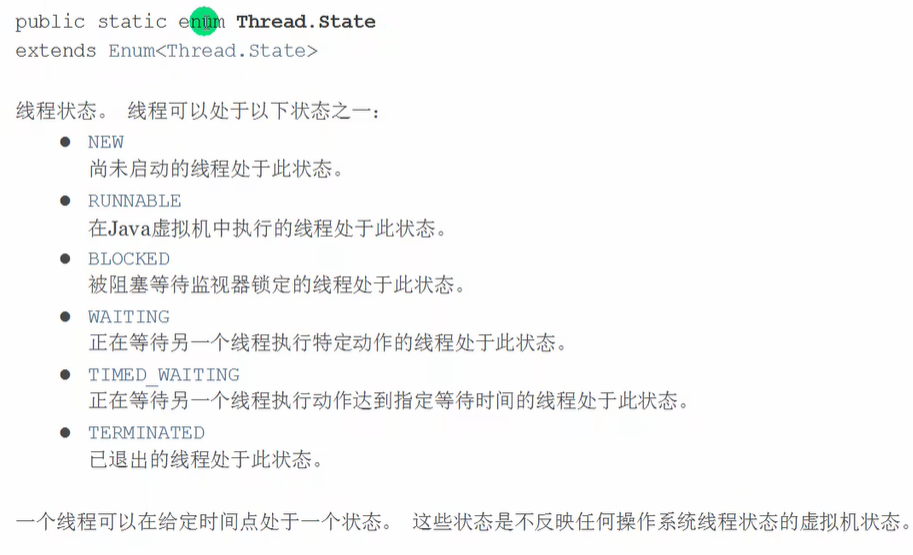 public static enum Thread.State
extends Enum<Thread.State>
线程状态。 线程可以处于以下状态之一：
● NEW
尚未启动的线程处于此状态。
● RUNNABLE
在Java虚拟机中执行的线程处于此状态。
● BLOCKED
被阻塞等待监视器锁定的线程处于此状态。
● WAITING
正在等待另一个线程执行特定动作的线程处于此状态。
● TIMED_WAITING
正在等待另一个线程执行动作达到指定等待时间的线程处于此状态。
● TERMINATED
已退出的线程处于此状态。
一个线程可以在给定时间点处于一个状态。 这些状态是不反映任何操作系统线程状态的虚拟机状态。